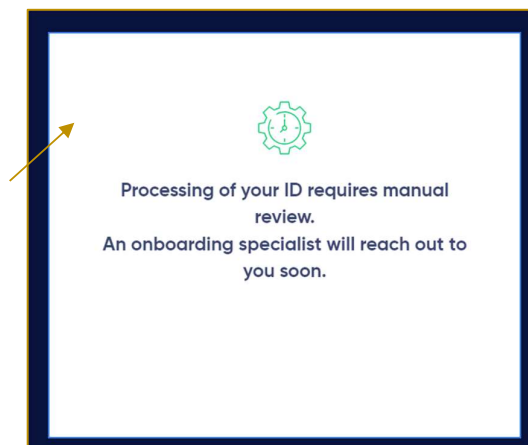 Processing of your ID requires manual
review.
An onboarding specialist will reach out to
you soon.